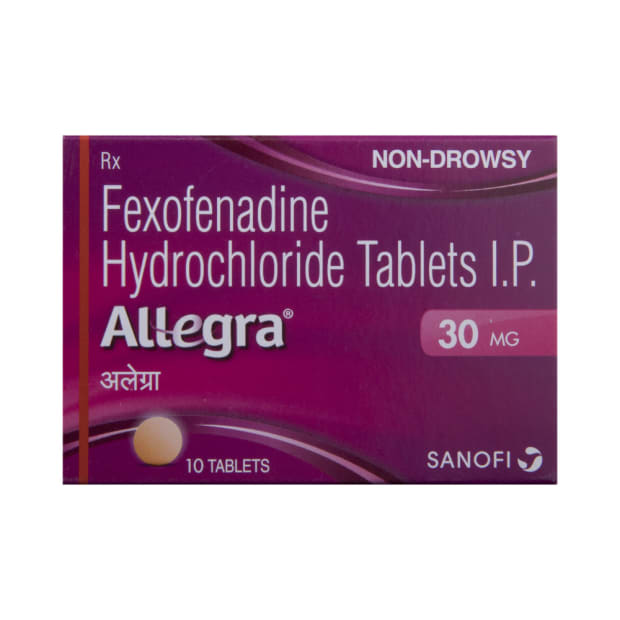 Rx
NON-DROWSY
Fexofenadine
Hydrochloride Tablets I.P.
Allegra®
30 MG
अलेग्रा
10 TABLETS
SANOFI